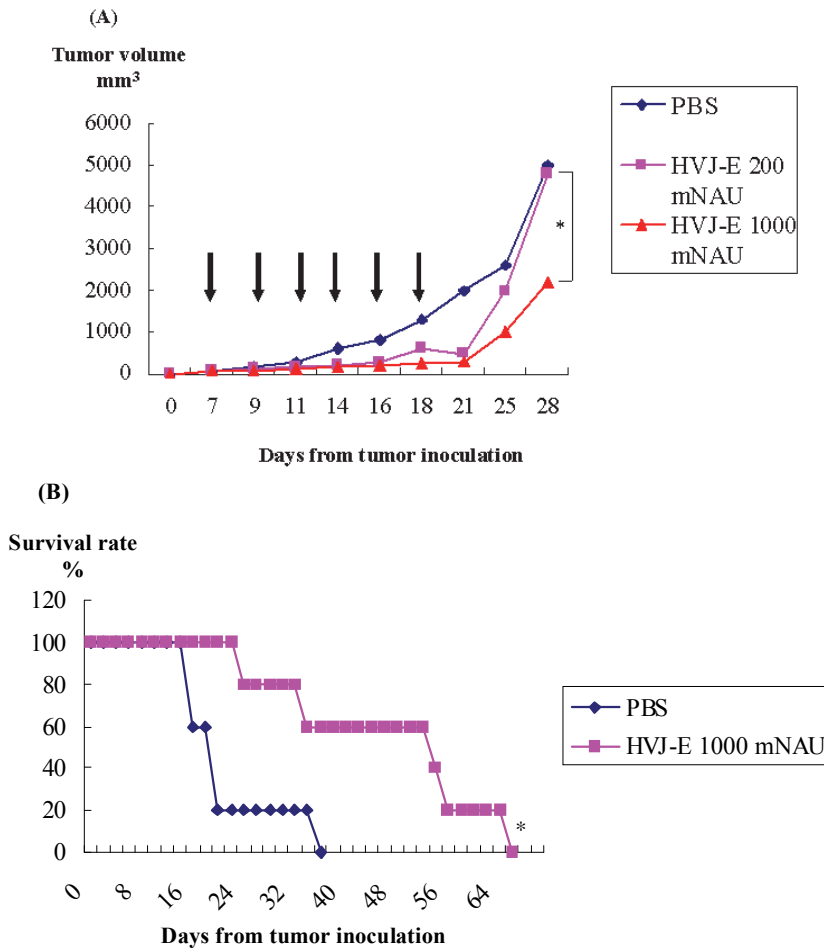 (A)
Tumor volume
mm³
6000
5000
4000
3000
2000
1000
0
0 7 9 11 14 16 18 21 25 28
Days from tumor inoculation
*
PBS
HVJ-E 200
mNAU
HVJ-E 1000
mNAU
(B)
Survival rate
%
120
100
80
60
40
20
0
0 8 16 24 32 40 48 56 64
Days from tumor inoculation
*
PBS
HVJ-E 1000 mNAU